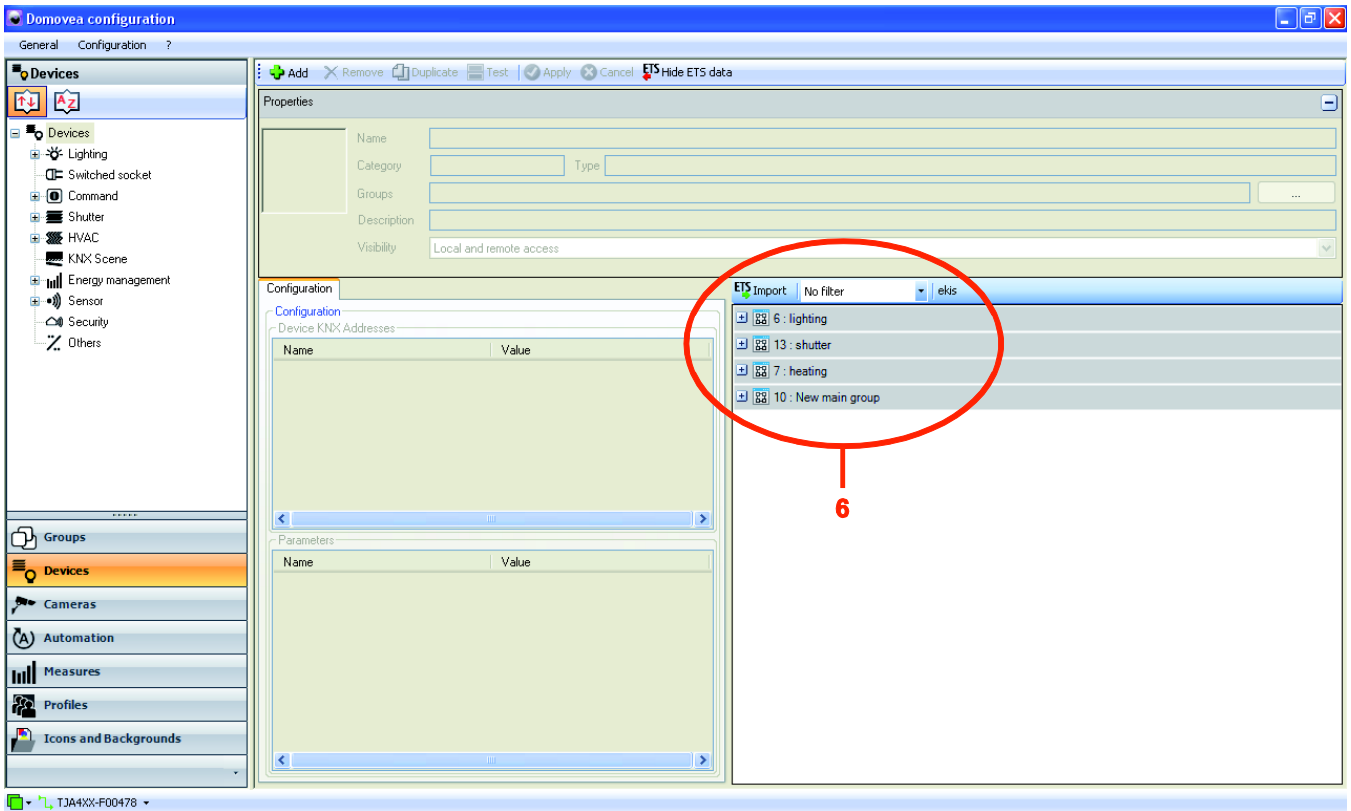 Domovea configuration
General Configuration ?
Devices
Add Remove Duplicate Test Apply Cancel ETS Hide ETS data
A Z
Properties
Devices
Lighting
Switched socket
Command
Shutter
HVAC
KNX Scene
Energy management
Sensor
Security
Others
Name
Category Type
Groups ...
Description
Visibility Local and remote access
Configuration
Configuration
Device KNX Addresses
Name Value
Parameters
Name Value
ETS Import No filter ekis
6 : lighting
13 : shutter
7 : heating
10 : New main group
6
Groups
Devices
Cameras
Automation
Measures
Profiles
Icons and Backgrounds
TJA4XX-F00478